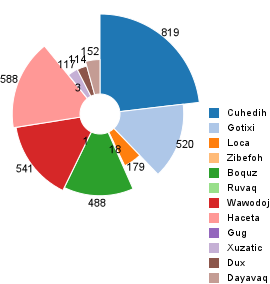 819
520
179
18
488
541
588
3
117
114
152
Cuhedih
Gotixi
Loca
Zibefoh
Boquz
Ruvaq
Wawodoj
Haceta
Gug
Xuzatic
Dux
Dayavaq